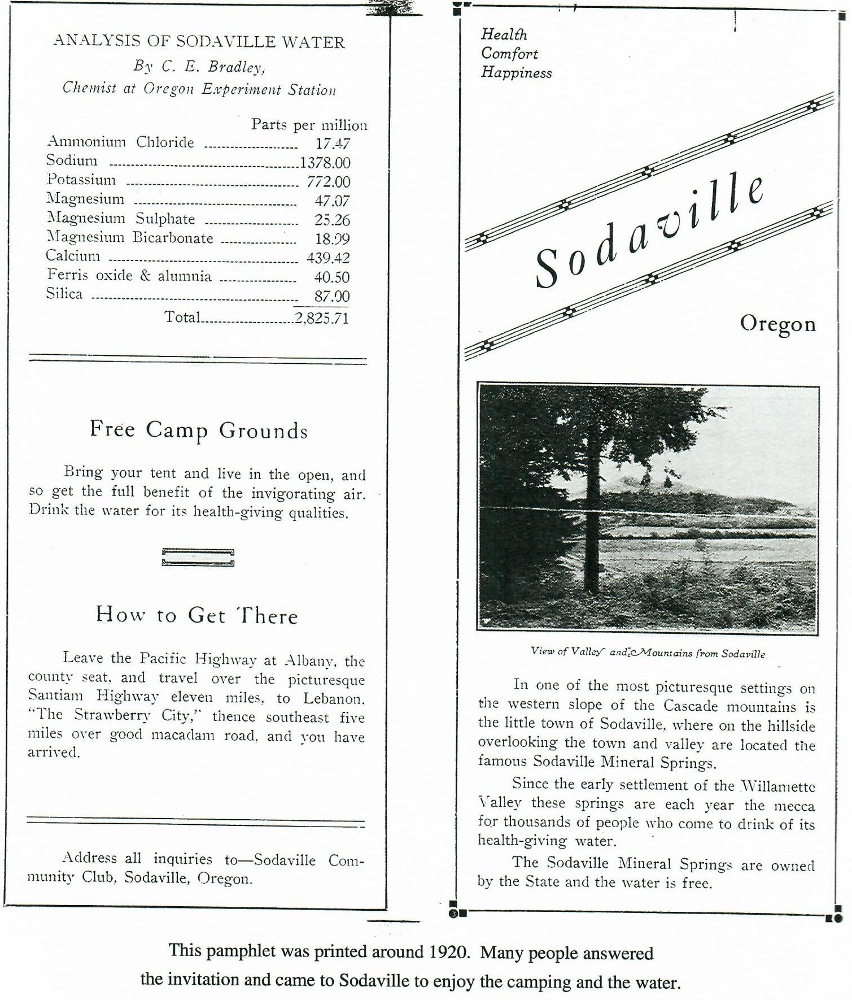 ANALYSIS OF SODAVILLE WATER
By C. E. Bradley,
Chemist at Oregon Experiment Station
Parts per million
Ammonium Chloride ...................... 17.47
Sodium ............................................1378.00
Potassium ........................................ 772.00
Magnesium ...................................... 47.07
Magnesium Sulphate ...................... 25.26
Magnesium Bicarbonate .................. 18.99
Calcium ............................................ 439.42
Ferris oxide & alumnia .................. 40.50
Silica ................................................ 87.00
Total......................2,825.71
Free Camp Grounds
Bring your tent and live in the open, and
so get the full benefit of the invigorating air.
Drink the water for its health-giving qualities.
How to Get There
Leave the Pacific Highway at Albany, the
county seat, and travel over the picturesque
Santiam Highway eleven miles, to Lebanon,
"The Strawberry City," thence southeast five
miles over good macadam road, and you have
arrived.
Address all inquiries to—Sodaville Com-
munity Club, Sodaville, Oregon.
Health
Comfort
Happiness
Sodaville
Oregon
View of Valley and Mountains from Sodaville
In one of the most picturesque settings on
the western slope of the Cascade mountains is
the little town of Sodaville, where on the hillside
overlooking the town and valley are located the
famous Sodaville Mineral Springs.
Since the early settlement of the Willamette
Valley these springs are each year the mecca
for thousands of people who come to drink of its
health-giving water.
The Sodaville Mineral Springs are owned
by the State and the water is free.
This pamphlet was printed around 1920. Many people answered
the invitation and came to Sodaville to enjoy the camping and the water.